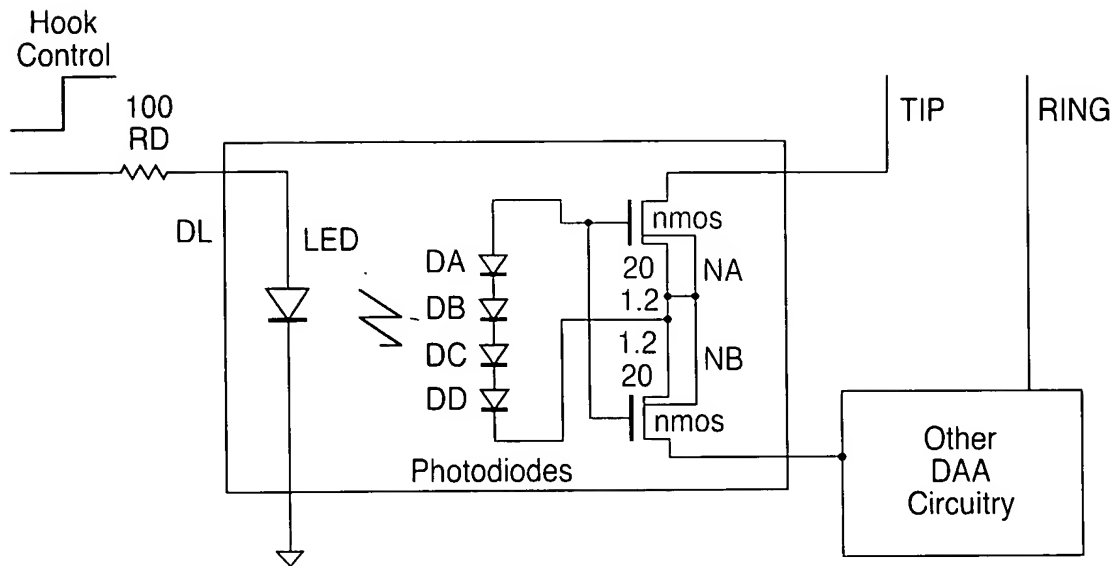 Hook
Control
100
RD
TIP
RING
DL
LED
DA
DB
DC
DD
nmos
20
1.2
NA
1.2
20
NB
nmos
Photodiodes
Other
DAA
Circuitry